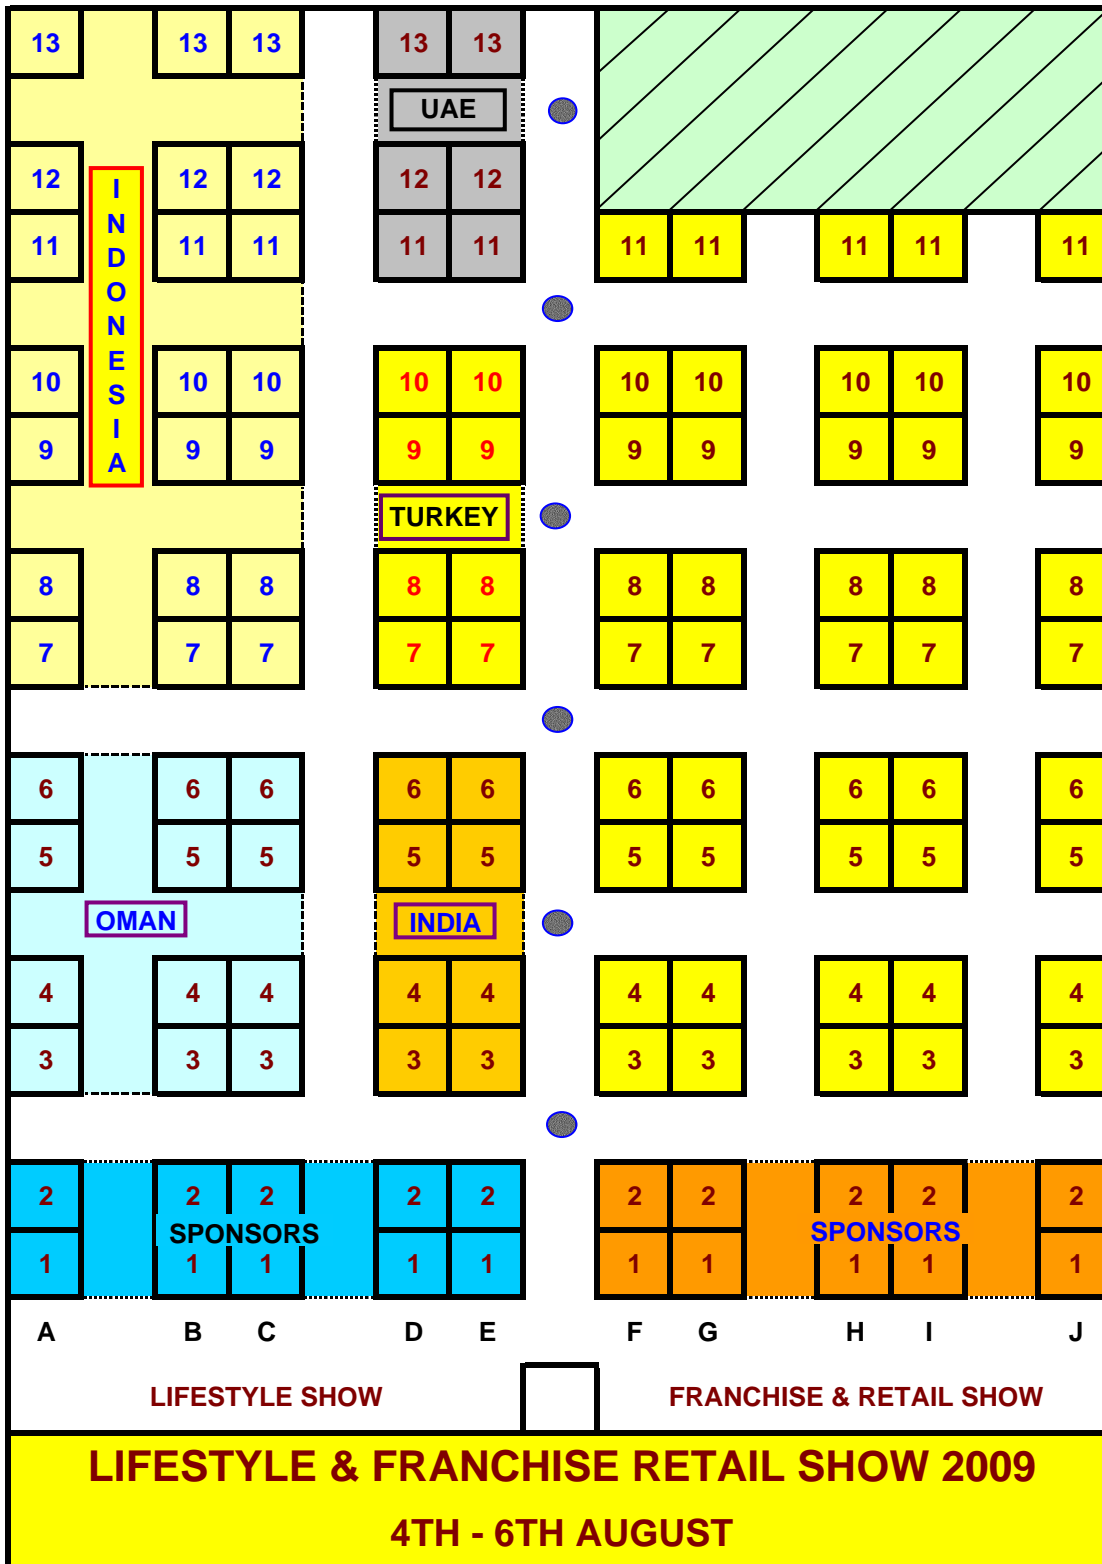 13 13 13 13 13
UAE
12 12 12 12 12
INDONESIA
11 11 11 11 11 11 11 11 11 11
10 10 10 10 10 10 10 10 10 10
9 9 9 9 9 9 9 9 9 9
TURKEY
8 8 8 8 8 8 8 8 8 8
7 7 7 7 7 7 7 7 7 7
6 6 6 6 6 6 6 6 6 6
5 5 5 5 5 5 5 5 5 5
OMAN INDIA
4 4 4 4 4 4 4 4 4 4
3 3 3 3 3 3 3 3 3 3
2 2 2 2 2 2 2 2 2 2
SPONSORS SPONSORS
1 1 1 1 1 1 1 1 1 1
A B C D E F G H I J
LIFESTYLE SHOW FRANCHISE & RETAIL SHOW
LIFESTYLE & FRANCHISE RETAIL SHOW 2009
4TH - 6TH AUGUST